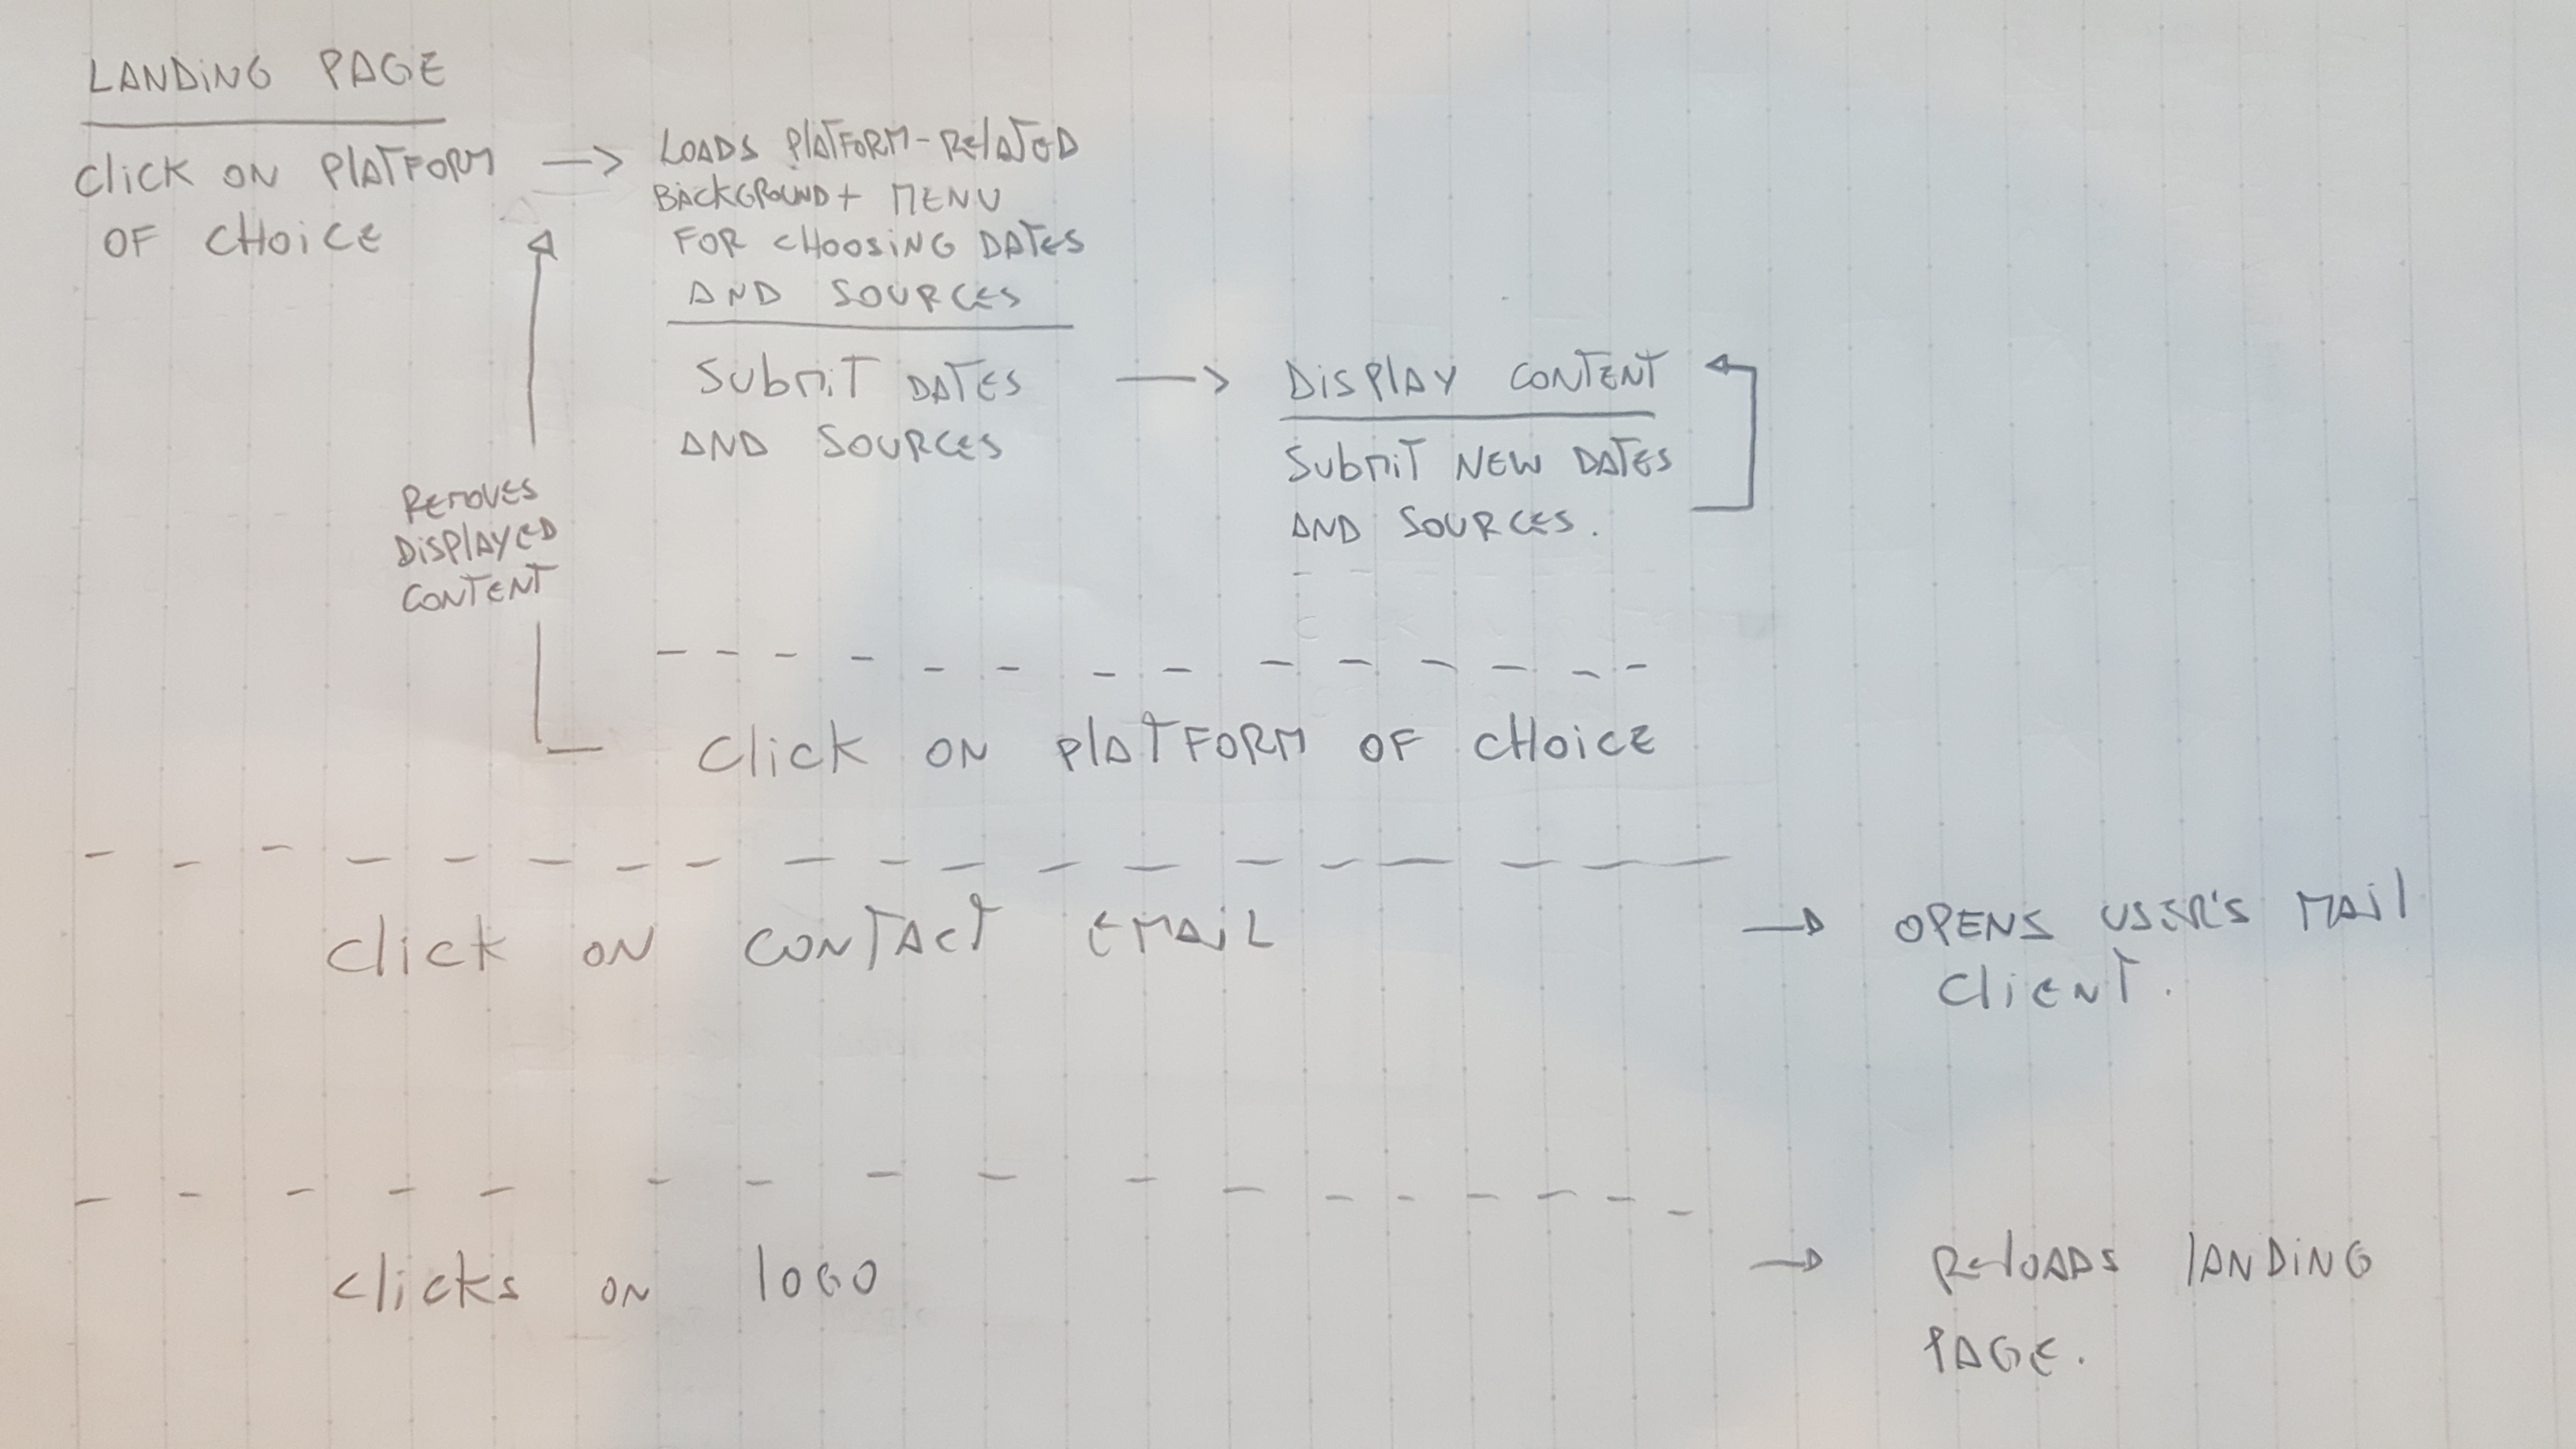 LANDiNG PAGE
Click ON PlATFORM
OF CHOiCE
LOADS PlATFORM-RelATED
BACKGROUND + MENU
FOR CHOOSiNG DATES
AND SOURCES
SubmiT DATES
AND SOURCES
DiSPlAY CONTENT
SubmiT NEW DATES
AND SOURCES.
REMOVES
DiSPlAYED
CONTENT
Click ON PlATFORM OF CHOiCE
Click ON CONTACT EMAiL
OPENS USER'S MAil
ClieNT.
clicks ON lOGO
RelOADS lANDiNG
PAGE.